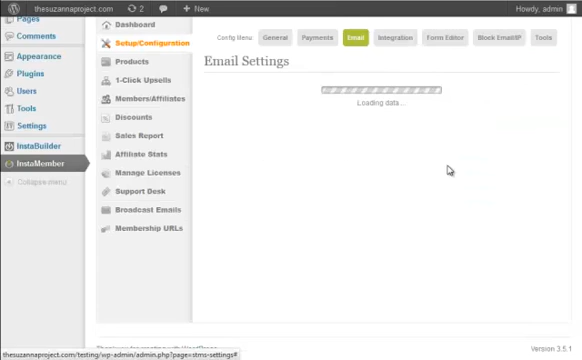 thesuzannaproject.com 2 + New Howdy, admin
Pages
Comments
Appearance
Plugins
Users
Tools
Settings
InstaBuilder
InstaMember
Collapse menu
Dashboard
Setup/Configuration
Products
1-Click Upsells
Members/Affiliates
Discounts
Sales Report
Affiliate Stats
Manage Licenses
Support Desk
Broadcast Emails
Membership URLs
Config Menu: General Payments Email Integration Form Editor Block Email/IP Tools
Email Settings
Loading data...
Version 3.5.1
thesuzannaproject.com/testing/wp-admin/admin.php?page=stms-settings#